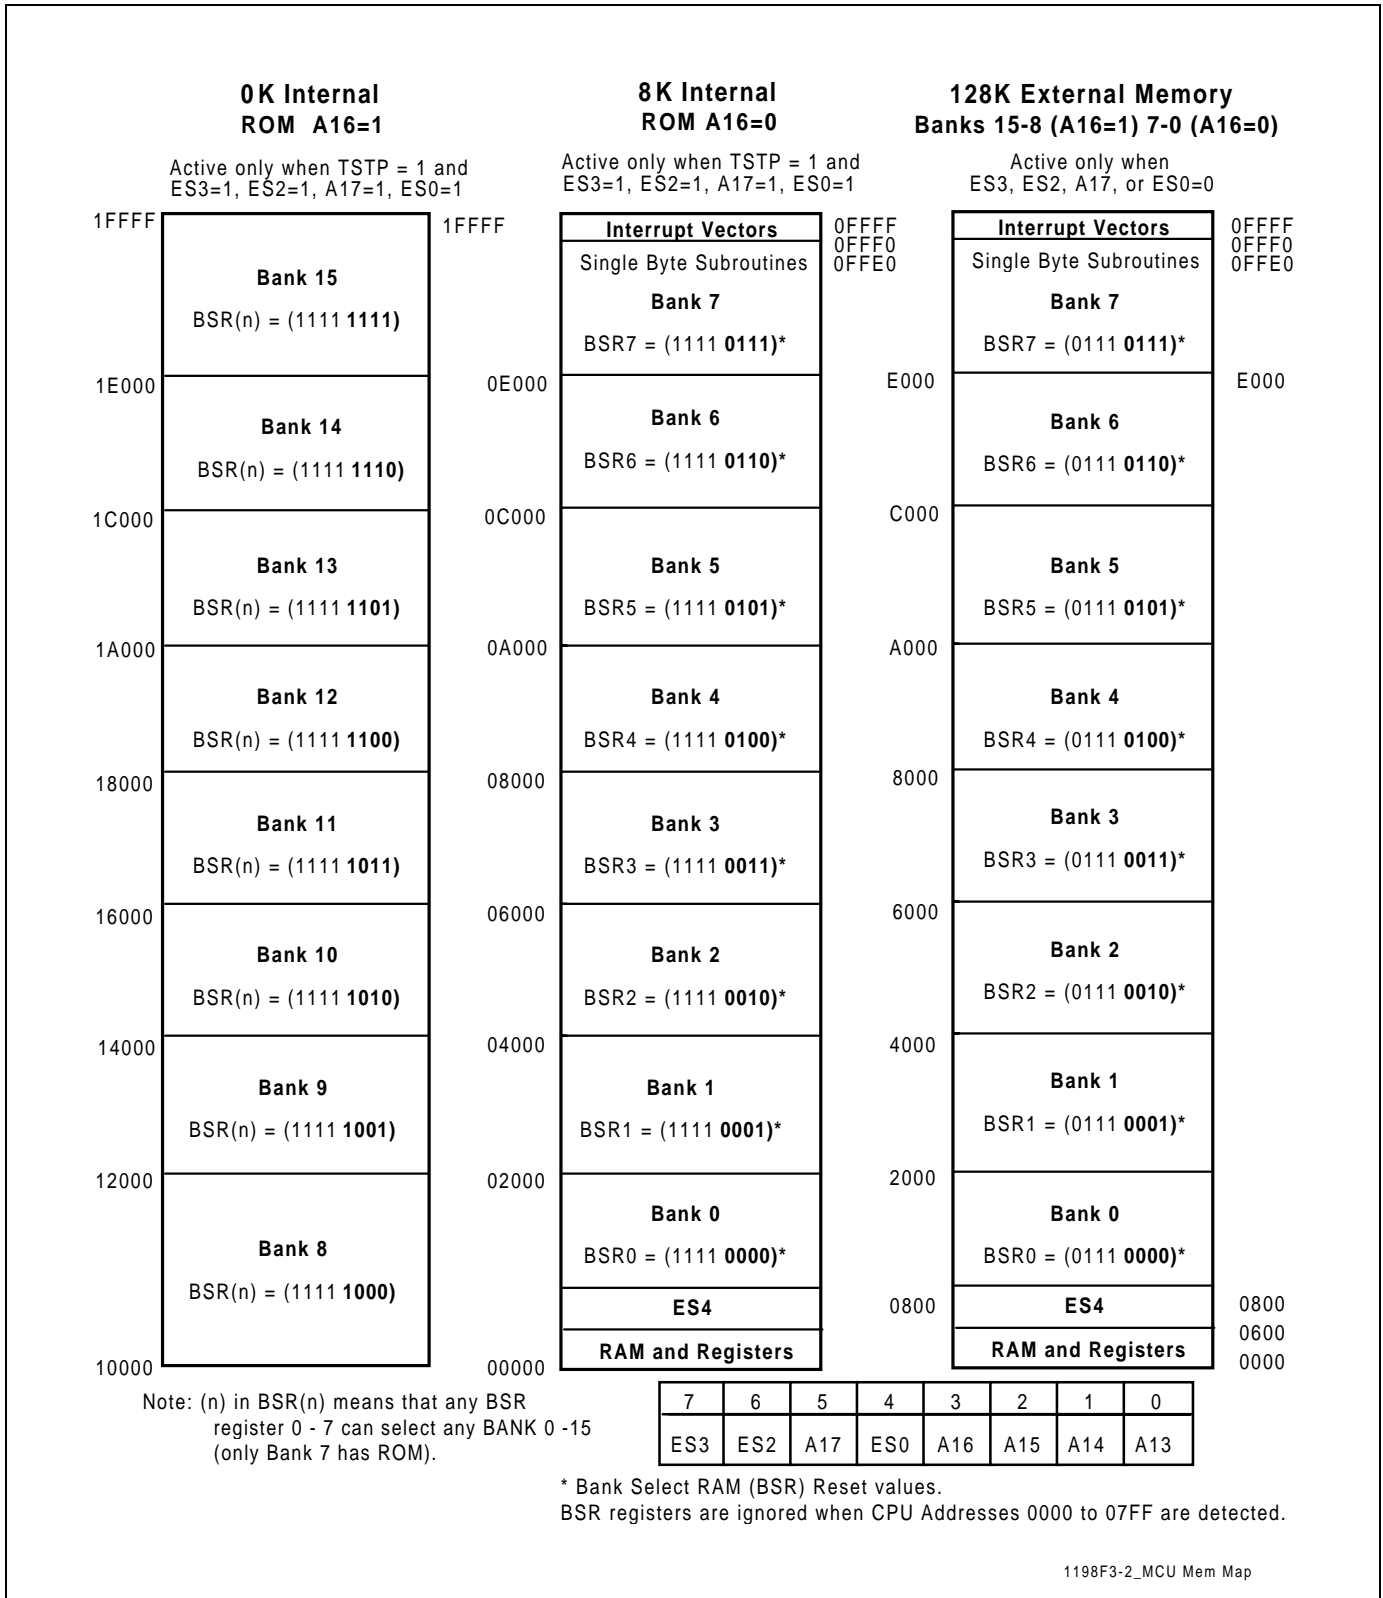 0K Internal
ROM A16=1
Active only when TSTP = 1 and
ES3=1, ES2=1, A17=1, ES0=1
1FFFF
1FFFF
Bank 15
BSR(n) = (1111 1111)
1E000
Bank 14
BSR(n) = (1111 1110)
1C000
Bank 13
BSR(n) = (1111 1101)
1A000
Bank 12
BSR(n) = (1111 1100)
18000
Bank 11
BSR(n) = (1111 1011)
16000
Bank 10
BSR(n) = (1111 1010)
14000
Bank 9
BSR(n) = (1111 1001)
12000
Bank 8
BSR(n) = (1111 1000)
10000
8K Internal
ROM A16=0
Active only when TSTP = 1 and
ES3=1, ES2=1, A17=1, ES0=1
Interrupt Vectors
0FFFF
0FFF0
Single Byte Subroutines
0FFE0
Bank 7
BSR7 = (1111 0111)*
0E000
Bank 6
BSR6 = (1111 0110)*
0C000
Bank 5
BSR5 = (1111 0101)*
0A000
Bank 4
BSR4 = (1111 0100)*
08000
Bank 3
BSR3 = (1111 0011)*
06000
Bank 2
BSR2 = (1111 0010)*
04000
Bank 1
BSR1 = (1111 0001)*
02000
Bank 0
BSR0 = (1111 0000)*
ES4
RAM and Registers
00000
128K External Memory
Banks 15-8 (A16=1) 7-0 (A16=0)
Active only when
ES3, ES2, A17, or ES0=0
Interrupt Vectors
0FFFF
0FFF0
Single Byte Subroutines
0FFE0
Bank 7
BSR7 = (0111 0111)*
E000
E000
Bank 6
BSR6 = (0111 0110)*
C000
Bank 5
BSR5 = (0111 0101)*
A000
Bank 4
BSR4 = (0111 0100)*
8000
Bank 3
BSR3 = (0111 0011)*
6000
Bank 2
BSR2 = (0111 0010)*
4000
Bank 1
BSR1 = (0111 0001)*
2000
Bank 0
BSR0 = (0111 0000)*
0800
ES4
0800
0600
RAM and Registers
0000
Note: (n) in BSR(n) means that any BSR
register 0 - 7 can select any BANK 0 -15
(only Bank 7 has ROM).
7 6 5 4 3 2 1 0
ES3 ES2 A17 ES0 A16 A15 A14 A13
* Bank Select RAM (BSR) Reset values.
BSR registers are ignored when CPU Addresses 0000 to 07FF are detected.
1198F3-2_MCU Mem Map